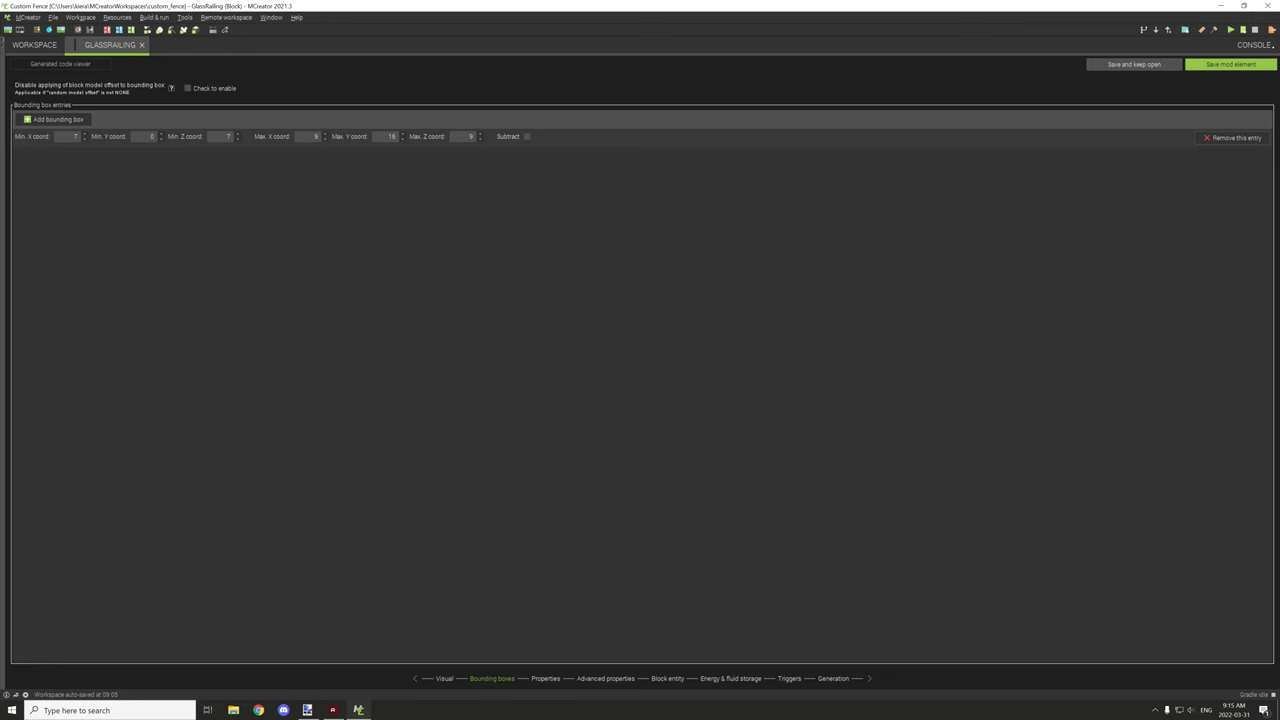 Custom Fence [C:\Users\kiera\MCreatorWorkspaces\custom_fence] - GlassRailing (Block) - MCreator 2021.3
MCreator File Workspace Resources Build & run Tools Remote workspace Window Help
WORKSPACE GLASSRAILING CONSOLE
Generated code viewer Save and keep open Save mod element
Disable applying of block model offset to bounding box: ? Check to enable
Applicable if "random model offset" is not NONE
Bounding box entries
Add bounding box
Min. X coord: 7 Min. Y coord: 0 Min. Z coord: 7 Max. X coord: 9 Max. Y coord: 16 Max. Z coord: 9 Subtract Remove this entry
Visual Bounding boxes Properties Advanced properties Block entity Energy & fluid storage Triggers Generation
Workspace auto-saved at 09:05 Gradle idle
Type here to search ENG 9:15 AM
2022-03-31